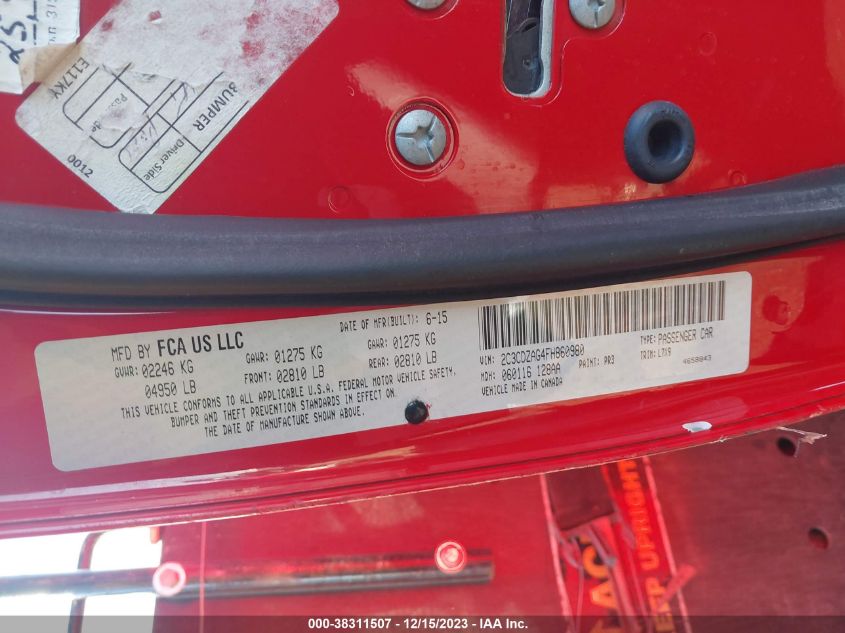 E117KY
BUMPER
Driver Side
0012
MFD BY FCA US LLC
DATE OF MFR(BUILT): 6-15
GVWR: 02246 KG
04950 LB
GAWR: 01275 KG
FRONT: 02810 LB
GAWR: 01275 KG
REAR: 02810 LB
THIS VEHICLE CONFORMS TO ALL APPLICABLE U.S.A. FEDERAL MOTOR VEHICLE SAFETY,
BUMPER AND THEFT PREVENTION STANDARDS IN EFFECT ON
THE DATE OF MANUFACTURE SHOWN ABOVE.
VIN: 2C3CDZAG4FH860980
TYPE: PASSENGER CAR
MDH: 060116 128AA
PAINT: PR3
TRIM: L7X9
VEHICLE MADE IN CANADA
4658843
000-38311507 - 12/15/2023 - IAA Inc.